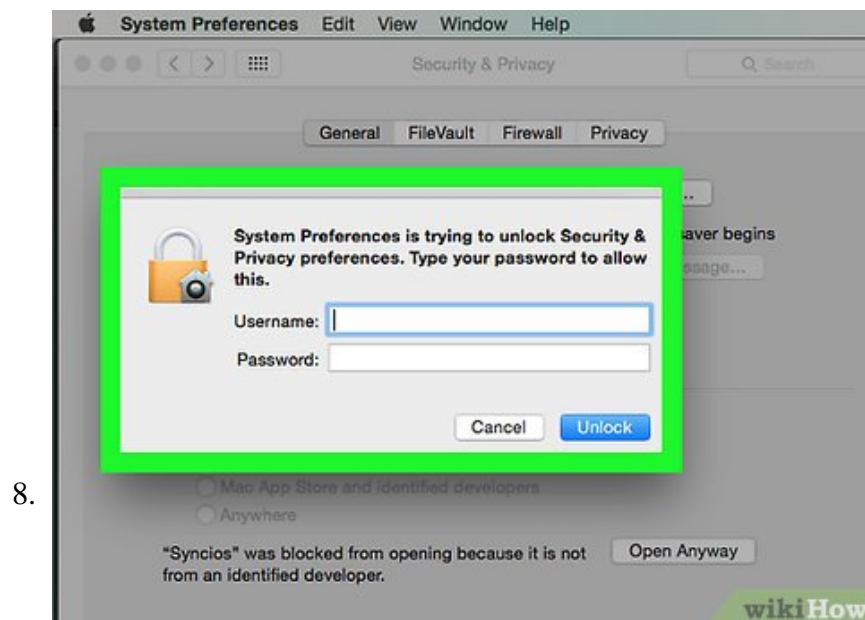 System Preferences Edit View Window Help
Security & Privacy
Search
General FileVault Firewall Privacy
..
System Preferences is trying to unlock Security &
Privacy preferences. Type your password to allow
this.
saver begins
ssage...
Username:
Password:
Cancel Unlock
8.
Mac App Store and identified developers
Anywhere
"Syncios" was blocked from opening because it is not
from an identified developer.
Open Anyway
wikiHow